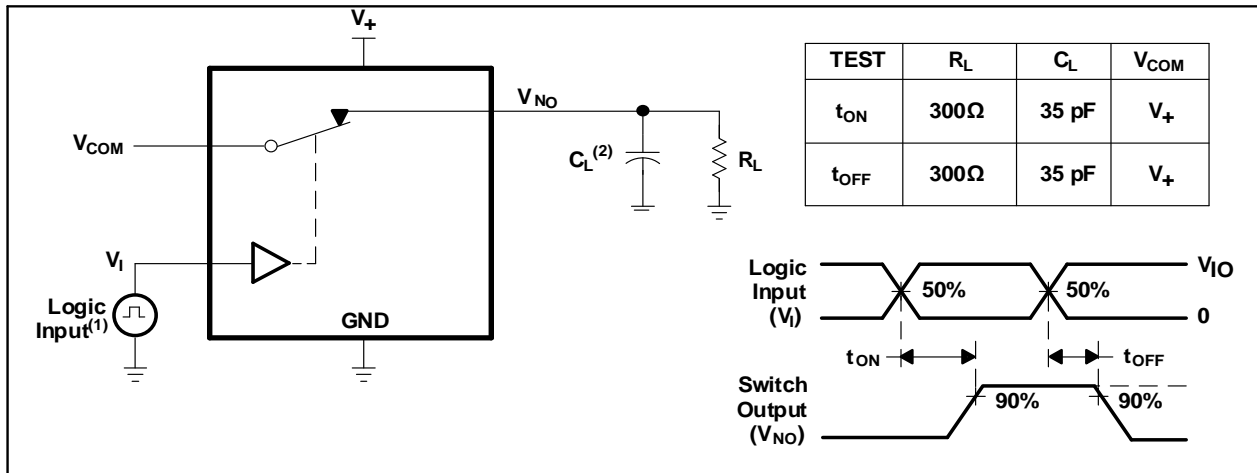 V+
VNO
VCOM
CL(2)
RL
VI
Logic
Input(1)
GND
TEST RL CL VCOM
tON 300Ω 35 pF V+
tOFF 300Ω 35 pF V+
Logic
Input
(VI)
50%
50%
VIO
0
tON
tOFF
Switch
Output
(VNO)
90%
90%